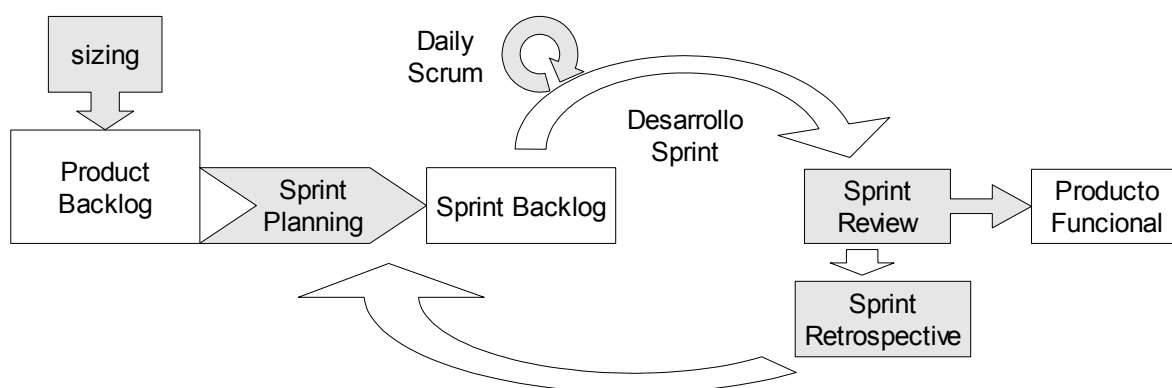 sizing
Product
Backlog
Sprint
Planning
Sprint Backlog
Daily
Scrum
Desarrollo
Sprint
Sprint
Review
Producto
Funcional
Sprint
Retrospective